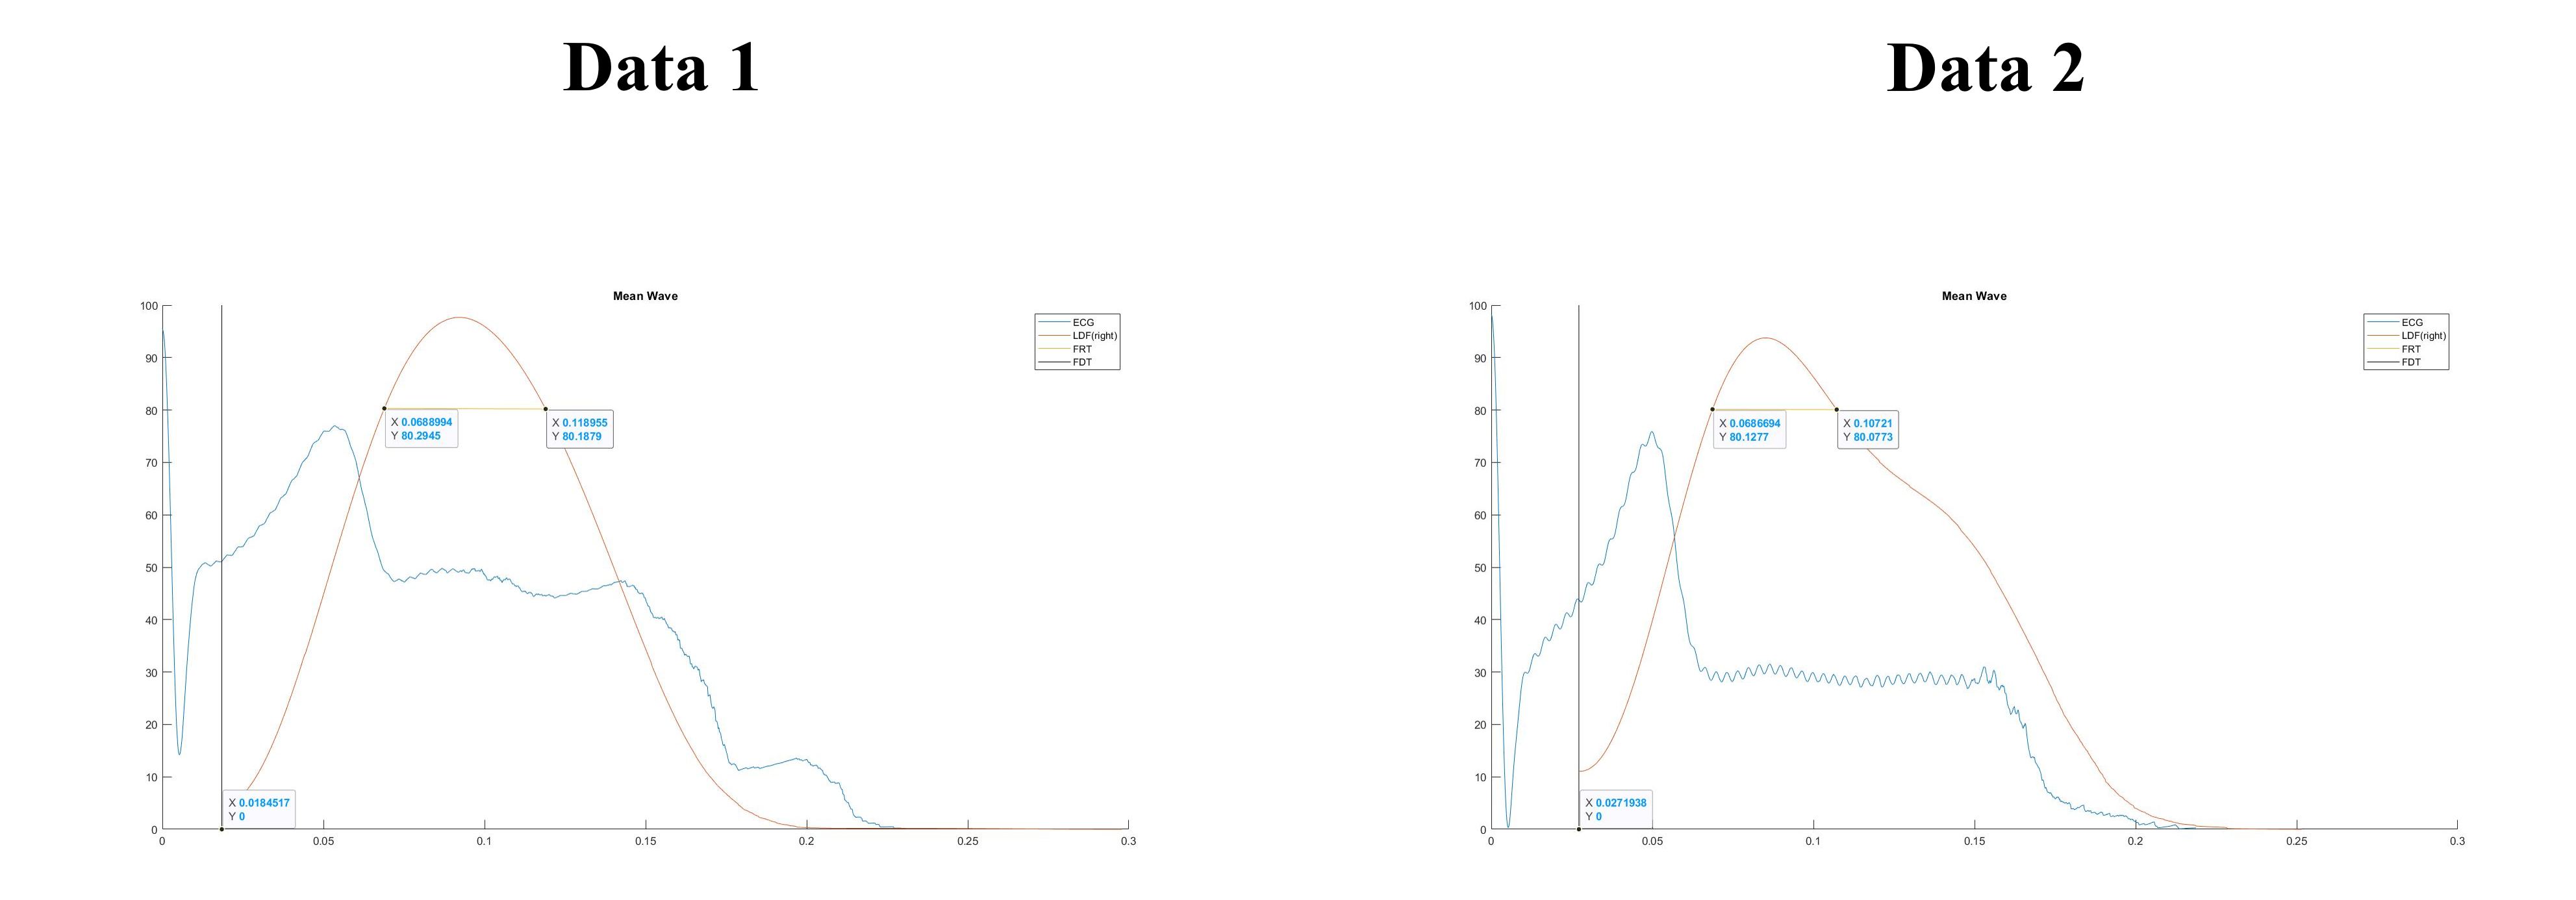 Data 1
Data 2
Mean Wave
ECG
LDF(right)
FRT
FDT
100
90
80
70
60
50
40
30
20
10
0
X 0.0688994
Y 80.2945
X 0.118955
Y 80.1879
X 0.0184517
Y 0
0
0.05
0.1
0.15
0.2
0.25
0.3
Mean Wave
ECG
LDF(right)
FRT
FDT
100
90
80
70
60
50
40
30
20
10
0
X 0.0686694
Y 80.1277
X 0.10721
Y 80.0773
X 0.0271938
Y 0
0
0.05
0.1
0.15
0.2
0.25
0.3